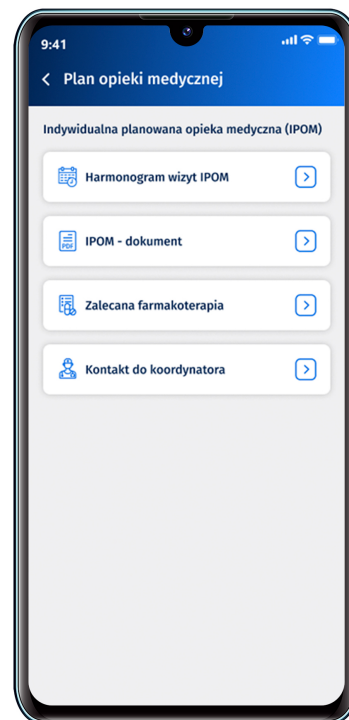 9:41
Plan opieki medycznej
Indywidualna planowana opieka medyczna (IPOM)
Harmonogram wizyt IPOM
PDF
IPOM - dokument
Zalecana farmakoterapia
Kontakt do koordynatora